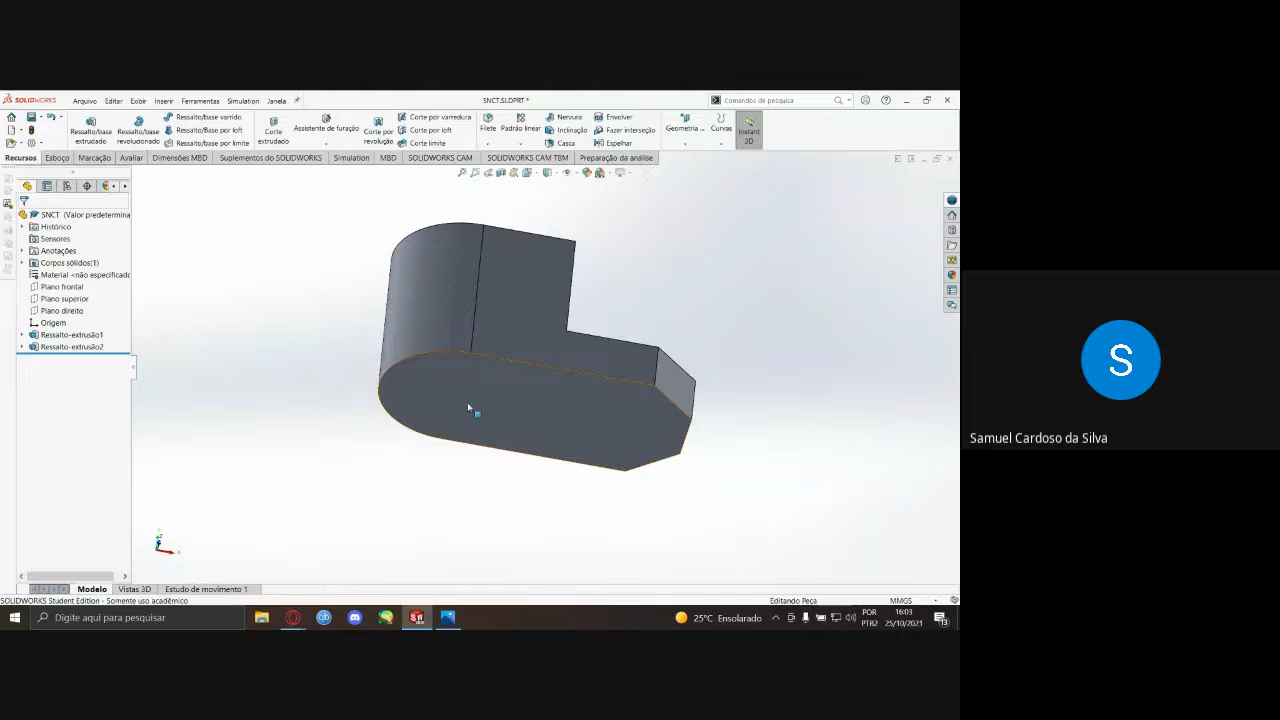 SOLIDWORKS Arquivo Editar Exibir Inserir Ferramentas Simulation Janela SNCT.SLDPRT * Comandos de pesquisa
Ressalto/base extrudado
Ressalto/base revolucionado
Ressalto/base varrido
Ressalto/base por loft
Ressalto/base por limite
Corte extrudado
Assistente de furação
Corte por revolução
Corte por varredura
Corte por loft
Corte limite
Filete
Padrão linear
Nervura
Inclinação
Casca
Envolver
Fazer interseção
Espelhar
Geometria ...
Curvas
Instant 3D
Recursos Esboço Marcação Avaliar Dimensões MBD Suplementos do SOLIDWORKS Simulation MBD SOLIDWORKS CAM SOLIDWORKS CAM TBM Preparação da análise
SNCT (Valor predetermina
Histórico
Sensores
Anotações
Corpos sólidos(1)
Material <não especificado
Plano frontal
Plano superior
Plano direito
Origem
Ressalto-extrusão1
Ressalto-extrusão2
S
Samuel Cardoso da Silva
Modelo Vistas 3D Estudo de movimento 1
SOLIDWORKS Student Edition - Somente uso acadêmico Editando Peça MMGS
Digite aqui para pesquisar 25°C Ensolarado POR PTB2 16:03 25/10/2021 13